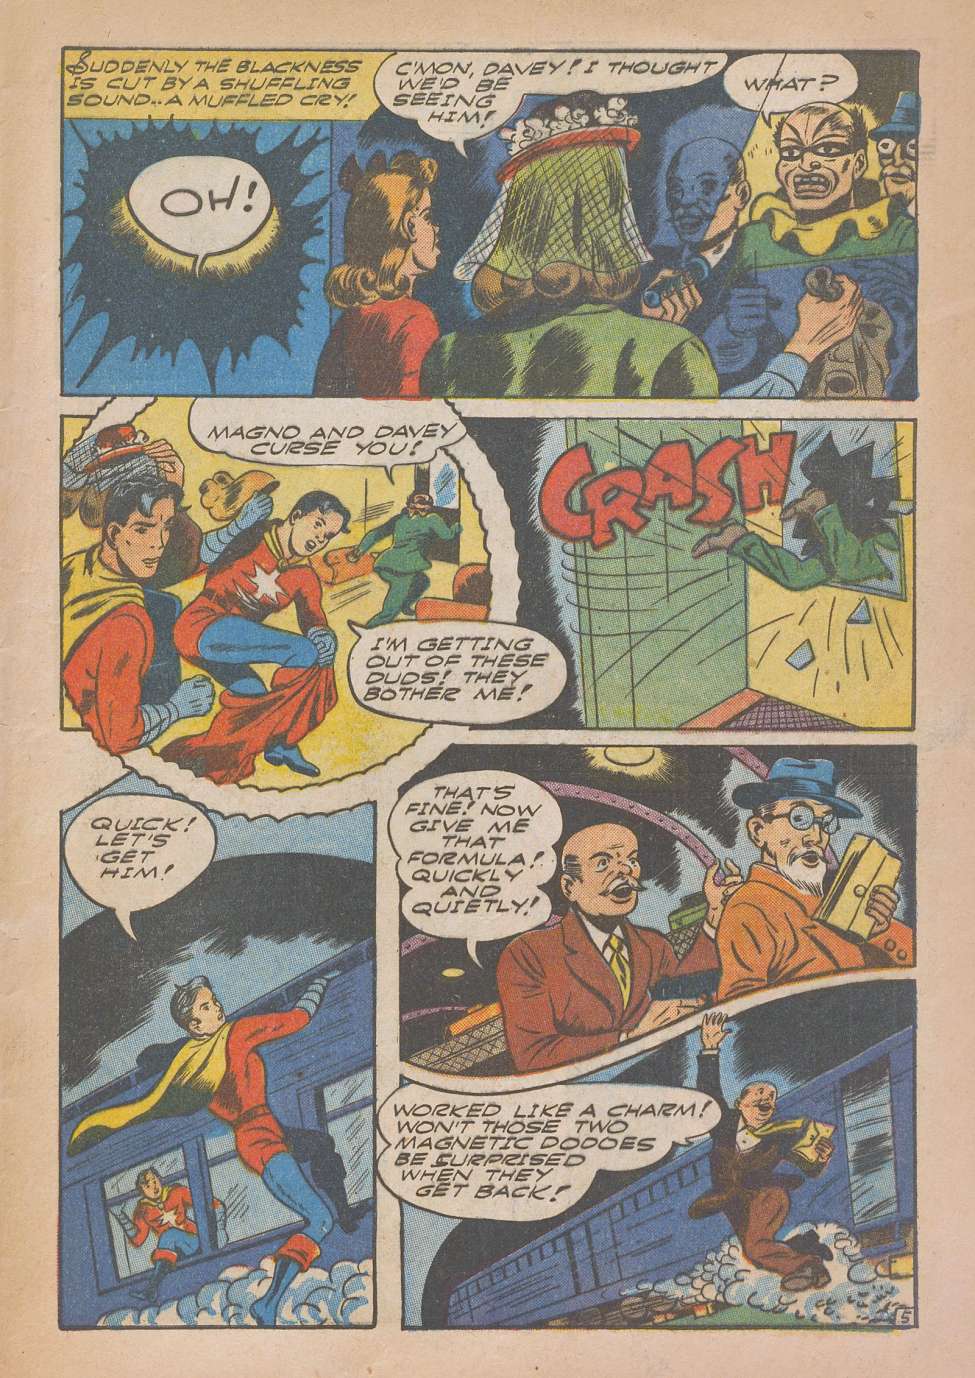 SUDDENLY THE BLACKNESS
IS CUT BY A SHUFFLING
SOUND.. A MUFFLED CRY!
OH!
C'MON, DAVEY! I THOUGHT
WE'D BE
SEEING
HIM!
WHAT?
MAGNO AND DAVEY
CURSE YOU!
I'M GETTING
OUT OF THESE
DUDS! THEY
BOTHER ME!
CRASH
QUICK!
LET'S
GET
HIM!
THAT'S
FINE! NOW
GIVE ME
THAT
FORMULA!
QUICKLY
AND
QUIETLY!
WORKED LIKE A CHARM!
WON'T THOSE TWO
MAGNETIC DODOES
BE SURPRISED
WHEN THEY
GET BACK!
5